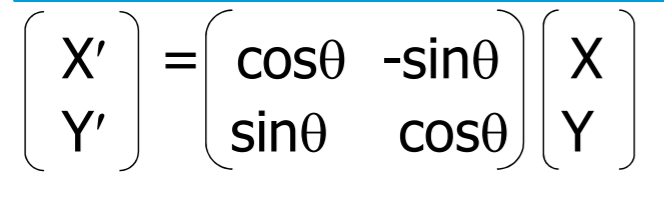 X′ = cosθ -sinθ X
Y′ sinθ cosθ Y